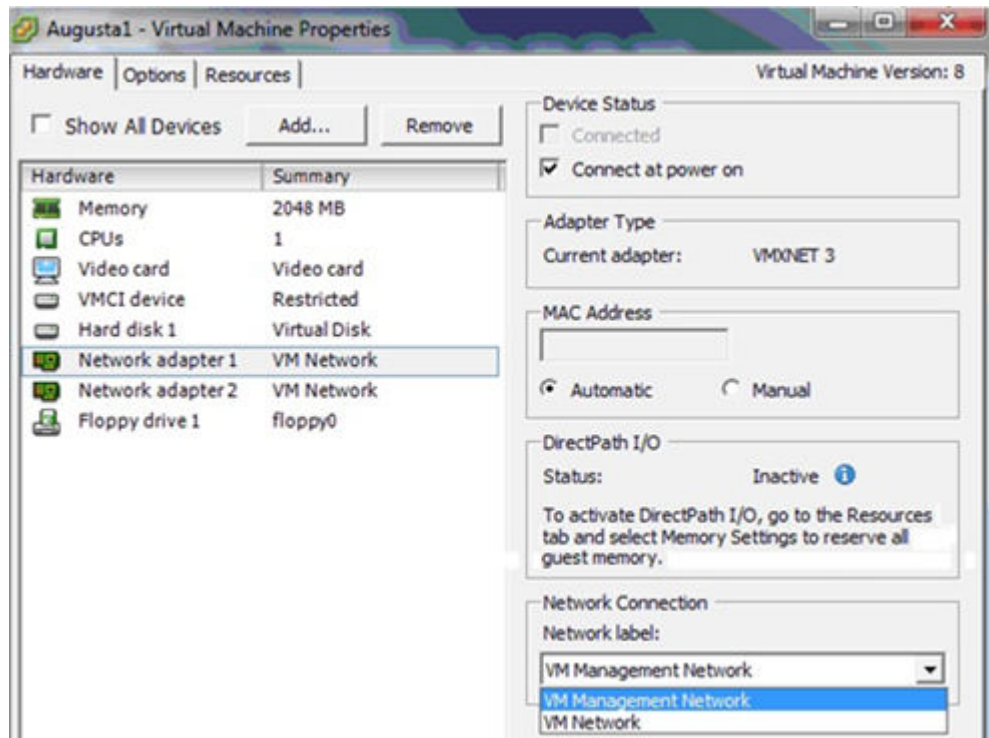 Augusta1 - Virtual Machine Properties
Hardware Options Resources
Virtual Machine Version: 8
Show All Devices
Add...
Remove
Hardware Summary
Memory 2048 MB
CPUs 1
Video card Video card
VMCI device Restricted
Hard disk 1 Virtual Disk
Network adapter 1 VM Network
Network adapter 2 VM Network
Floppy drive 1 floppy0
Device Status
Connected
Connect at power on
Adapter Type
Current adapter: VMXNET 3
MAC Address
Automatic Manual
DirectPath I/O
Status: Inactive
To activate DirectPath I/O, go to the Resources
tab and select Memory Settings to reserve all
guest memory.
Network Connection
Network label:
VM Management Network
VM Management Network
VM Network